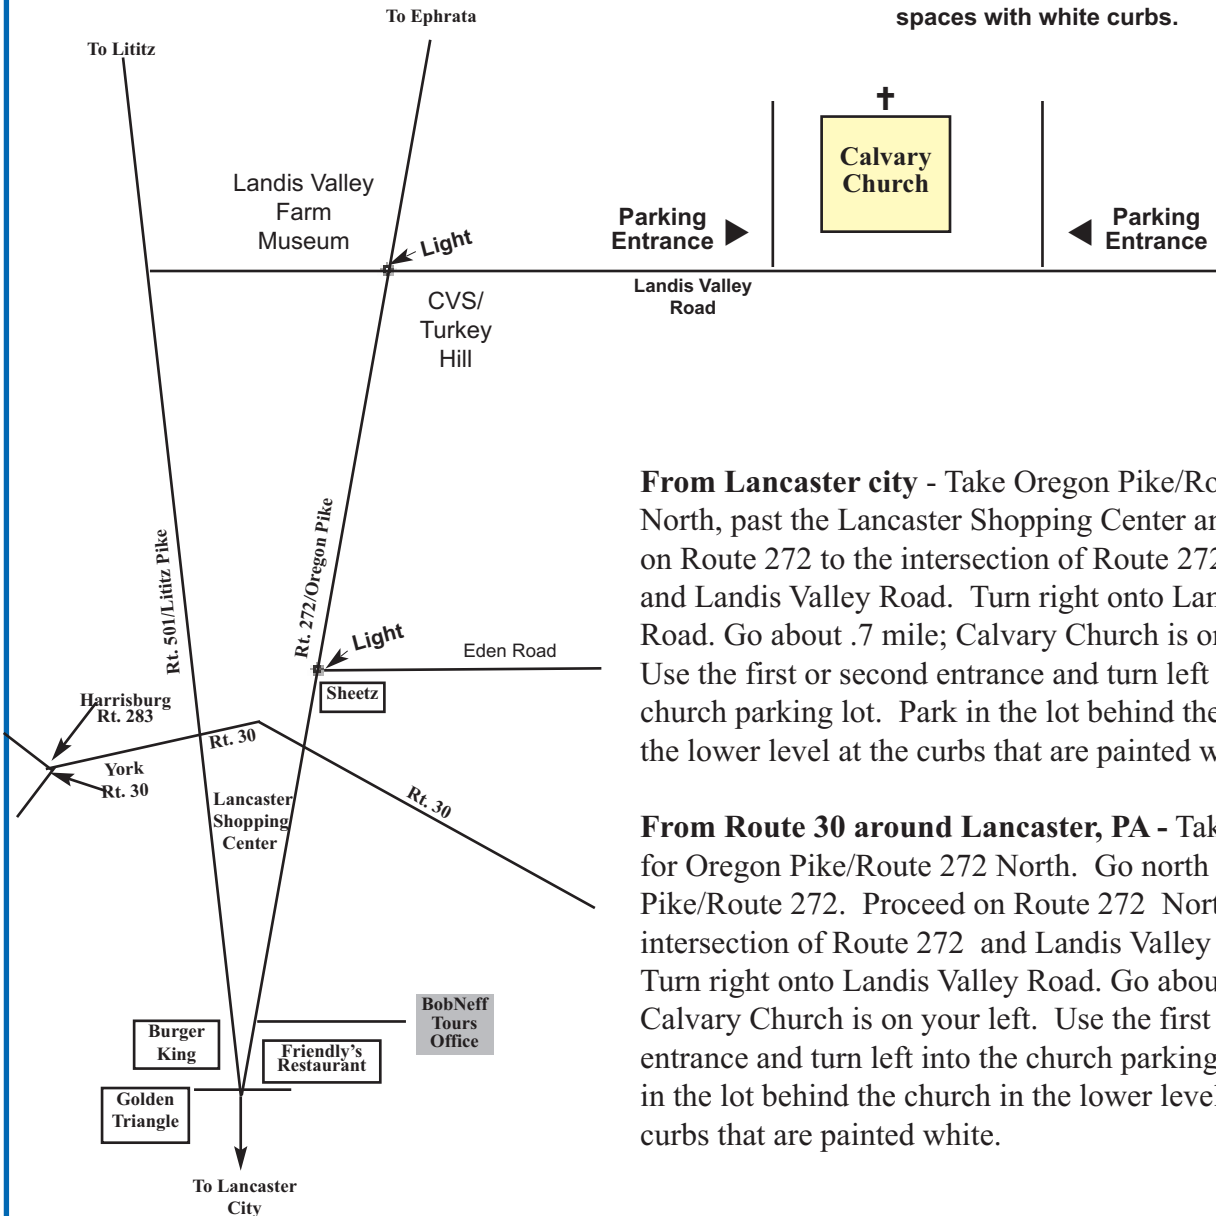 To Ephrata
spaces with white curbs.
To Lititz
Calvary
Church
Landis Valley
Farm
Museum
Light
Parking
Entrance
Parking
Entrance
Landis Valley
Road
CVS/
Turkey
Hill
Rt. 501/Lititz Pike
Rt. 272/Oregon Pike
Light
Eden Road
Sheetz
Harrisburg
Rt. 283
Rt. 30
York
Rt. 30
Rt. 30
Lancaster
Shopping
Center
BobNeff
Tours
Office
Burger
King
Friendly's
Restaurant
Golden
Triangle
To Lancaster
City
From Lancaster city - Take Oregon Pike/Ro
North, past the Lancaster Shopping Center an
on Route 272 to the intersection of Route 272
and Landis Valley Road. Turn right onto Lan
Road. Go about .7 mile; Calvary Church is on
Use the first or second entrance and turn left
church parking lot. Park in the lot behind the
the lower level at the curbs that are painted w
From Route 30 around Lancaster, PA - Tak
for Oregon Pike/Route 272 North. Go north
Pike/Route 272. Proceed on Route 272 Nort
intersection of Route 272 and Landis Valley
Turn right onto Landis Valley Road. Go abou
Calvary Church is on your left. Use the first
entrance and turn left into the church parking
in the lot behind the church in the lower level
curbs that are painted white.